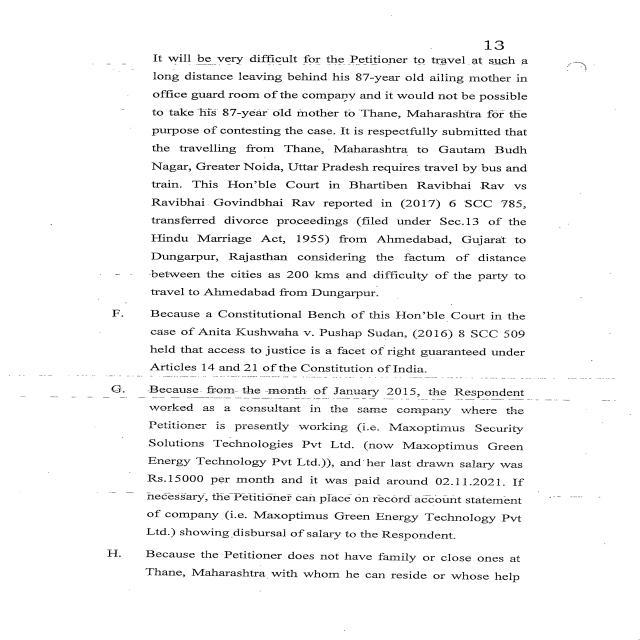 13
It will be very difficult for the Petitioner to travel at such a
long distance leaving behind his 87-year old ailing mother in
office guard room of the company and it would not be possible
to take his 87-year old mother to Thane, Maharashtra for the
purpose of contesting the case. It is respectfully submitted that
the travelling from Thane, Maharashtra to Gautam Budh
Nagar, Greater Noida, Uttar Pradesh requires travel by bus and
train. This Hon'ble Court in Bhartiben Ravibhai Rav vs
Ravibhai Govindbhai Rav reported in (2017) 6 SCC 785,
transferred divorce proceedings (filed under Sec.13 of the
Hindu Marriage Act, 1955) from Ahmedabad, Gujarat to
Dungarpur, Rajasthan considering the factum of distance
between the cities as 200 kms and difficulty of the party to
travel to Ahmedabad from Dungarpur.
F. Because a Constitutional Bench of this Hon'ble Court in the
case of Anita Kushwaha v. Pushap Sudan, (2016) 8 SCC 509
held that access to justice is a facet of right guaranteed under
Articles 14 and 21 of the Constitution of India.
G. Because from the month of January 2015, the Respondent
worked as a consultant in the same company where the
Petitioner is presently working (i.e. Maxoptimus Security
Solutions Technologies Pvt Ltd. (now Maxoptimus Green
Energy Technology Pvt Ltd.)), and her last drawn salary was
Rs.15000 per month and it was paid around 02.11.2021. If
necessary, the Petitioner can place on record account statement
of company (i.e. Maxoptimus Green Energy Technology Pvt
Ltd.) showing disbursal of salary to the Respondent.
H. Because the Petitioner does not have family or close ones at
Thane, Maharashtra with whom he can reside or whose help